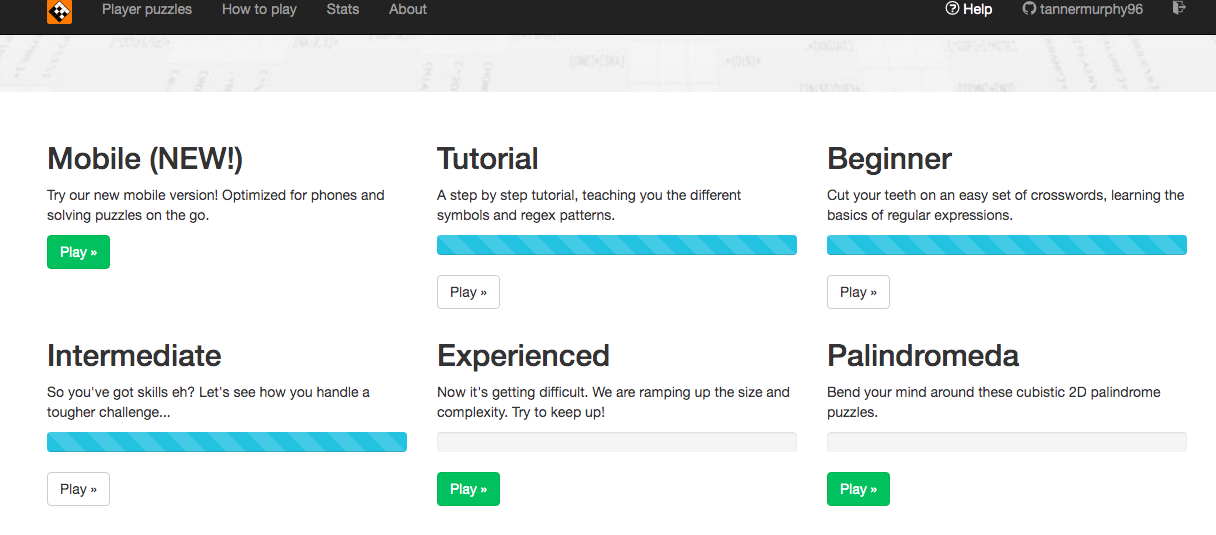 Player puzzles How to play Stats About Help tannermurphy96
Mobile (NEW!)
Try our new mobile version! Optimized for phones and
solving puzzles on the go.
Play »
Tutorial
A step by step tutorial, teaching you the different
symbols and regex patterns.
Play »
Beginner
Cut your teeth on an easy set of crosswords, learning the
basics of regular expressions.
Play »
Intermediate
So you've got skills eh? Let's see how you handle a
tougher challenge...
Play »
Experienced
Now it's getting difficult. We are ramping up the size and
complexity. Try to keep up!
Play »
Palindromeda
Bend your mind around these cubistic 2D palindrome
puzzles.
Play »